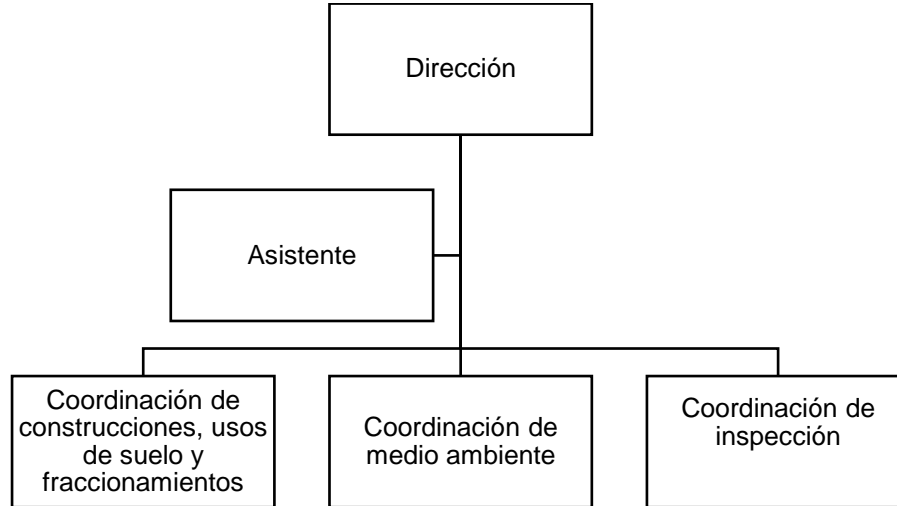 Dirección
Asistente
Coordinación de
construcciones, usos
de suelo y
fraccionamientos
Coordinación de
medio ambiente
Coordinación de
inspección